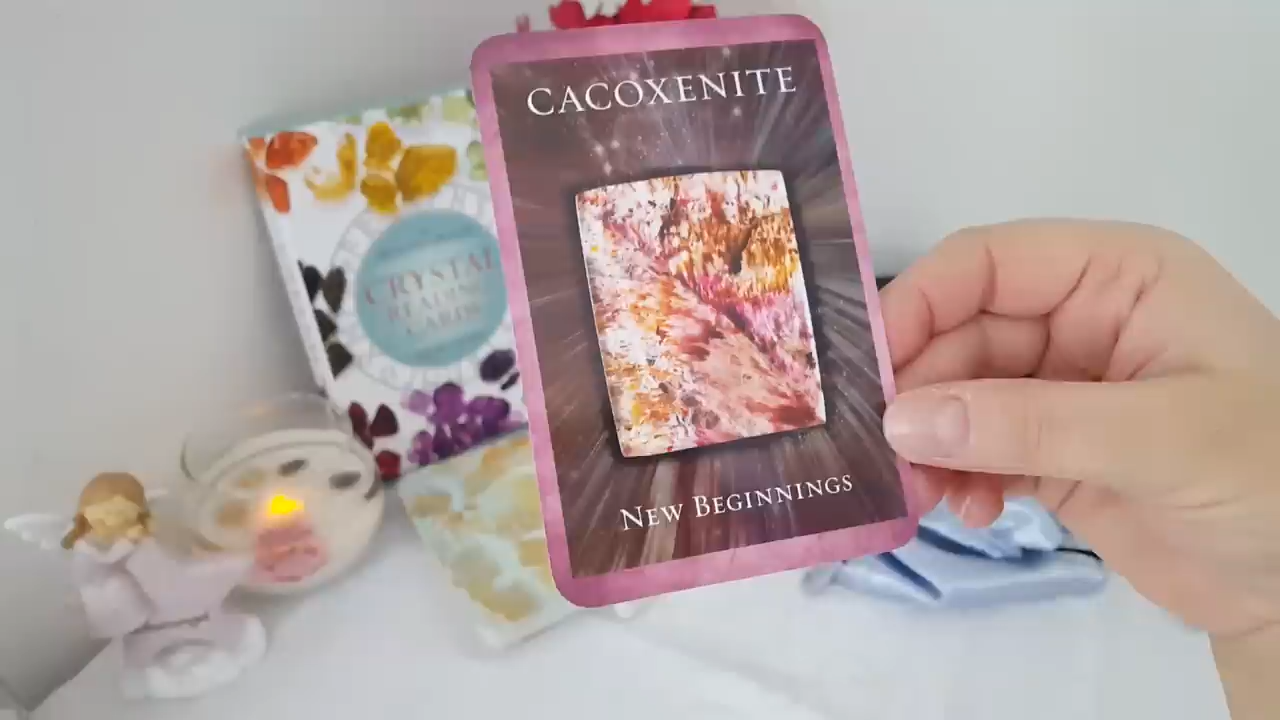 CACOXENITE
CRYSTAL
READING
CARDS
NEW BEGINNINGS